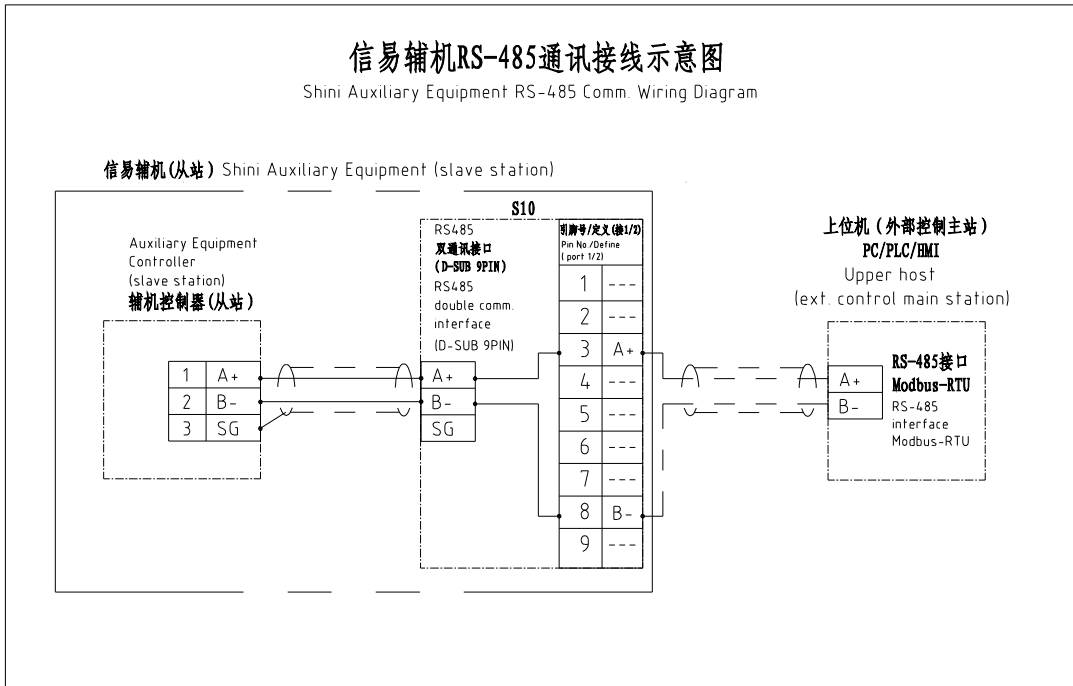 信易辅机RS-485通讯接线示意图
Shini Auxiliary Equipment RS-485 Comm. Wiring Diagram
信易辅机(从站) Shini Auxiliary Equipment (slave station)
Auxiliary Equipment
Controller
(slave station)
辅机控制器(从站)
1 A+
2 B-
3 SG
S10
RS485
双通讯接口
(D-SUB 9PIN)
RS485
double comm.
interface
(D-SUB 9PIN)
A+
B-
SG
引脚号/定义(接1/2)
Pin No./Define
( port 1/2)
1 ---
2 ---
3 A+
4 ---
5 ---
6 ---
7 ---
8 B-
9 ---
上位机（外部控制主站）
PC/PLC/HMI
Upper host
(ext. control main station)
A+
B-
RS-485接口
Modbus-RTU
RS-485
interface
Modbus-RTU